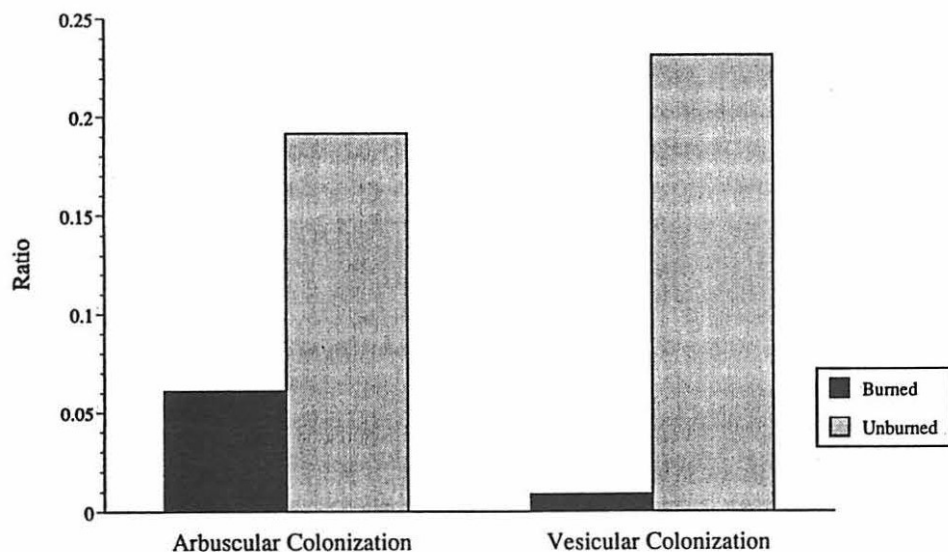 0.25
0.2
0.15
0.1
0.05
0
Ratio
Arbuscular Colonization
Vesicular Colonization
Burned
Unburned